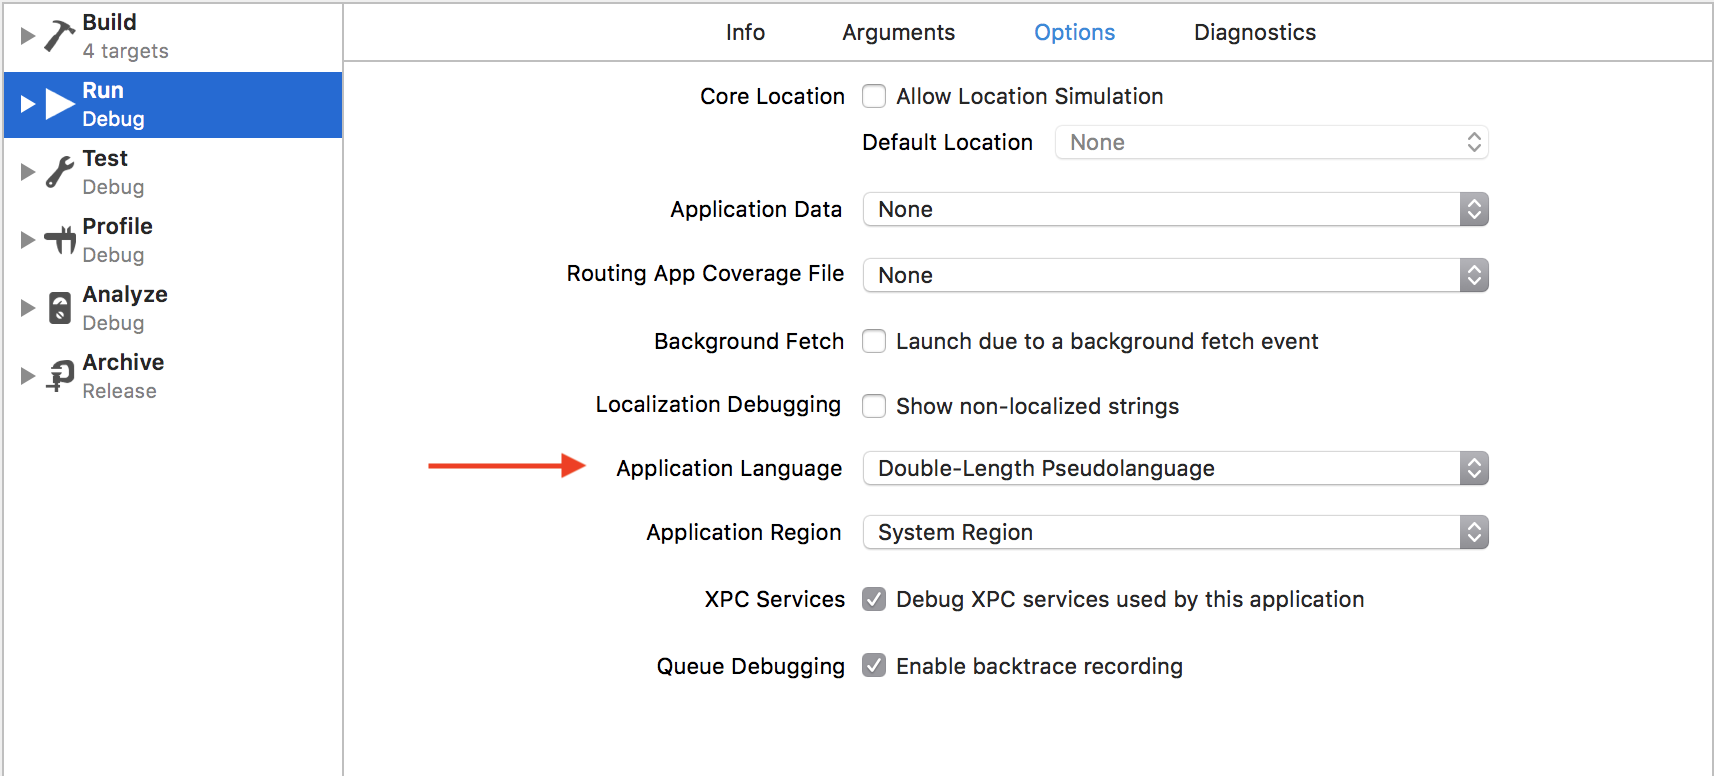 Build
4 targets
Run
Debug
Test
Debug
Profile
Debug
Analyze
Debug
Archive
Release
Info Arguments Options Diagnostics
Core Location Allow Location Simulation
Default Location None
Application Data None
Routing App Coverage File None
Background Fetch Launch due to a background fetch event
Localization Debugging Show non-localized strings
Application Language Double-Length Pseudolanguage
Application Region System Region
XPC Services Debug XPC services used by this application
Queue Debugging Enable backtrace recording